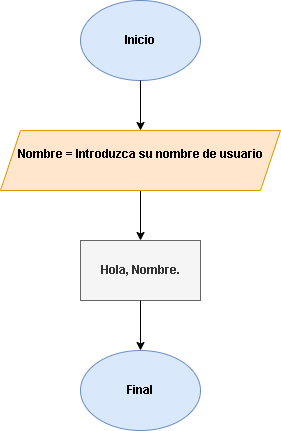 Inicio
Nombre = Introduzca su nombre de usuario
Hola, Nombre.
Final